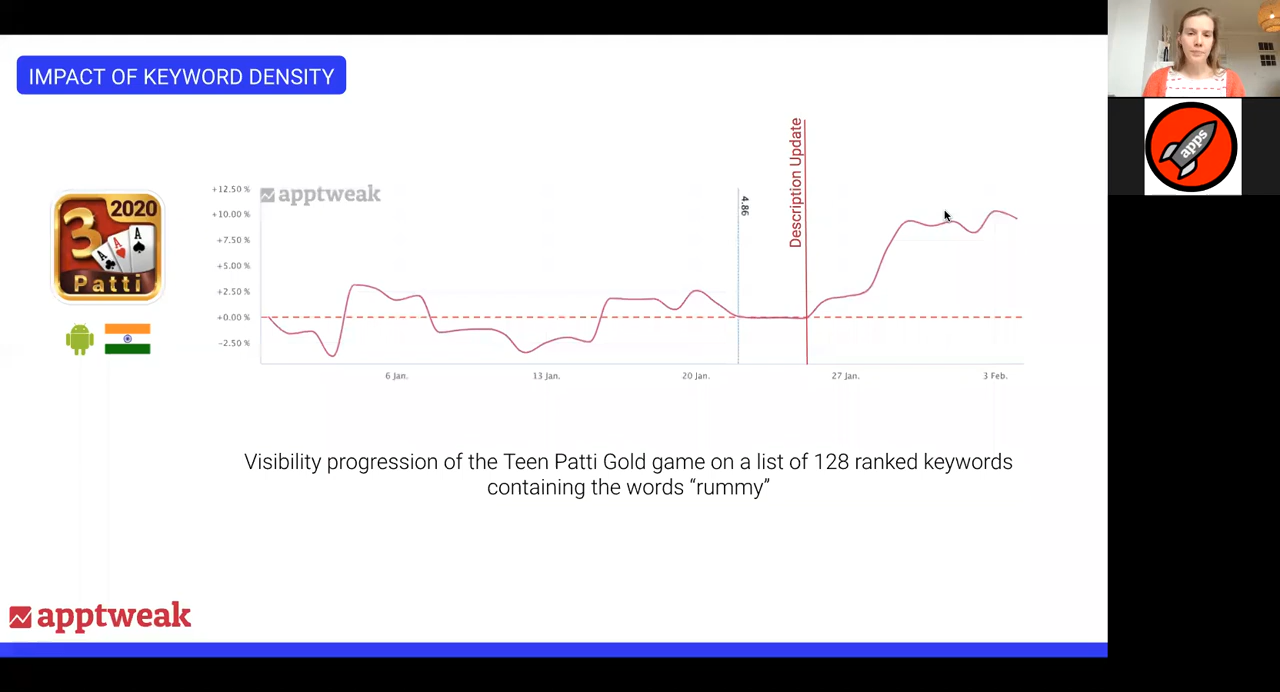 IMPACT OF KEYWORD DENSITY
apps
2020
3
A A A
Patti
apptweak
Description Update
4.86
+12.50 %
+10.00 %
+7.50 %
+5.00 %
+2.50 %
+0.00 %
-2.50 %
6 Jan.
13 Jan.
20 Jan.
27 Jan.
3 Feb.
Visibility progression of the Teen Patti Gold game on a list of 128 ranked keywords
containing the words “rummy”
apptweak